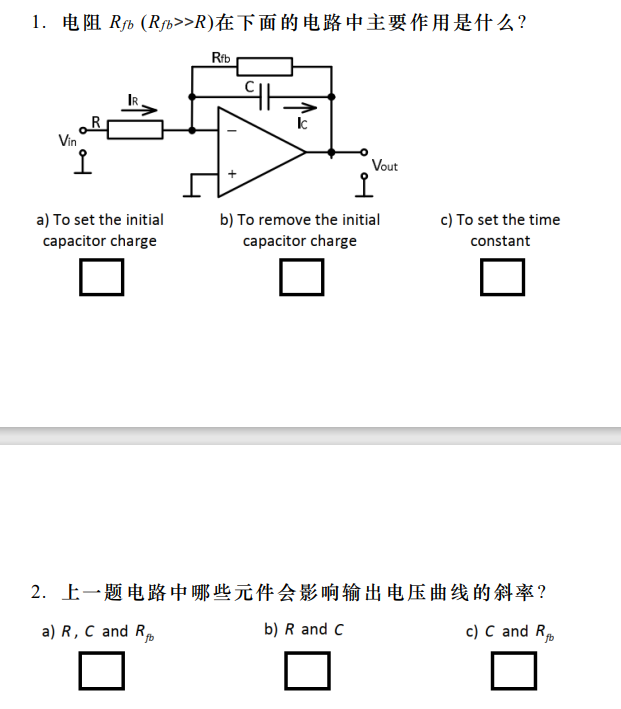 1. 电阻 Rfb (Rfb>>R)在下面的电路中主要作用是什么?
Rfb
C
IR
Ic
R
Vin
−
+
Vout
a) To set the initial capacitor charge
b) To remove the initial capacitor charge
c) To set the time constant
2. 上一题电路中哪些元件会影响输出电压曲线的斜率?
a) R, C and Rfb
b) R and C
c) C and Rfb